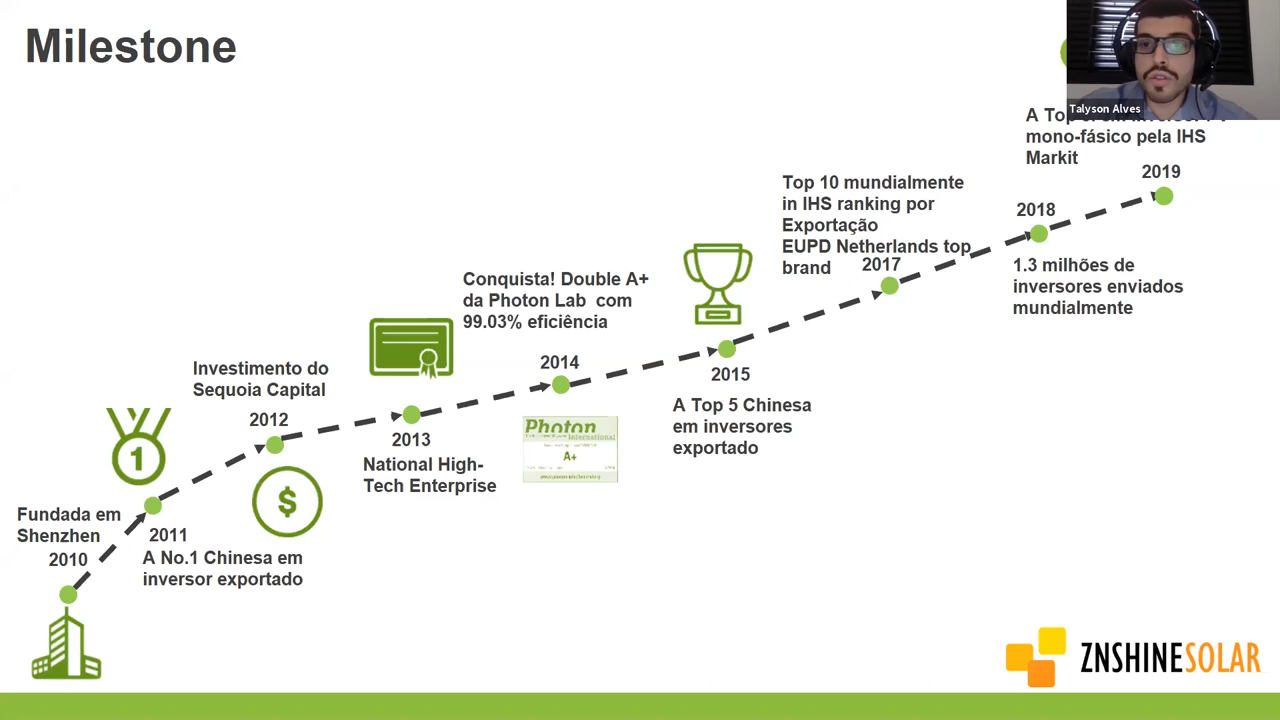 Milestone
Talyson Alves
A Top
mono-fásico pela IHS
Markit
2019
2018
1.3 milhões de
inversores enviados
mundialmente
Top 10 mundialmente
in IHS ranking por
Exportação
EUPD Netherlands top
brand
2017
2015
A Top 5 Chinesa
em inversores
exportado
Conquista! Double A+
da Photon Lab com
99.03% eficiência
2014
Photon
International
A+
2013
National High-
Tech Enterprise
Investimento do
Sequoia Capital
2012
$
1
2011
A No.1 Chinesa em
inversor exportado
Fundada em
Shenzhen
2010
ZNSHINESOLAR